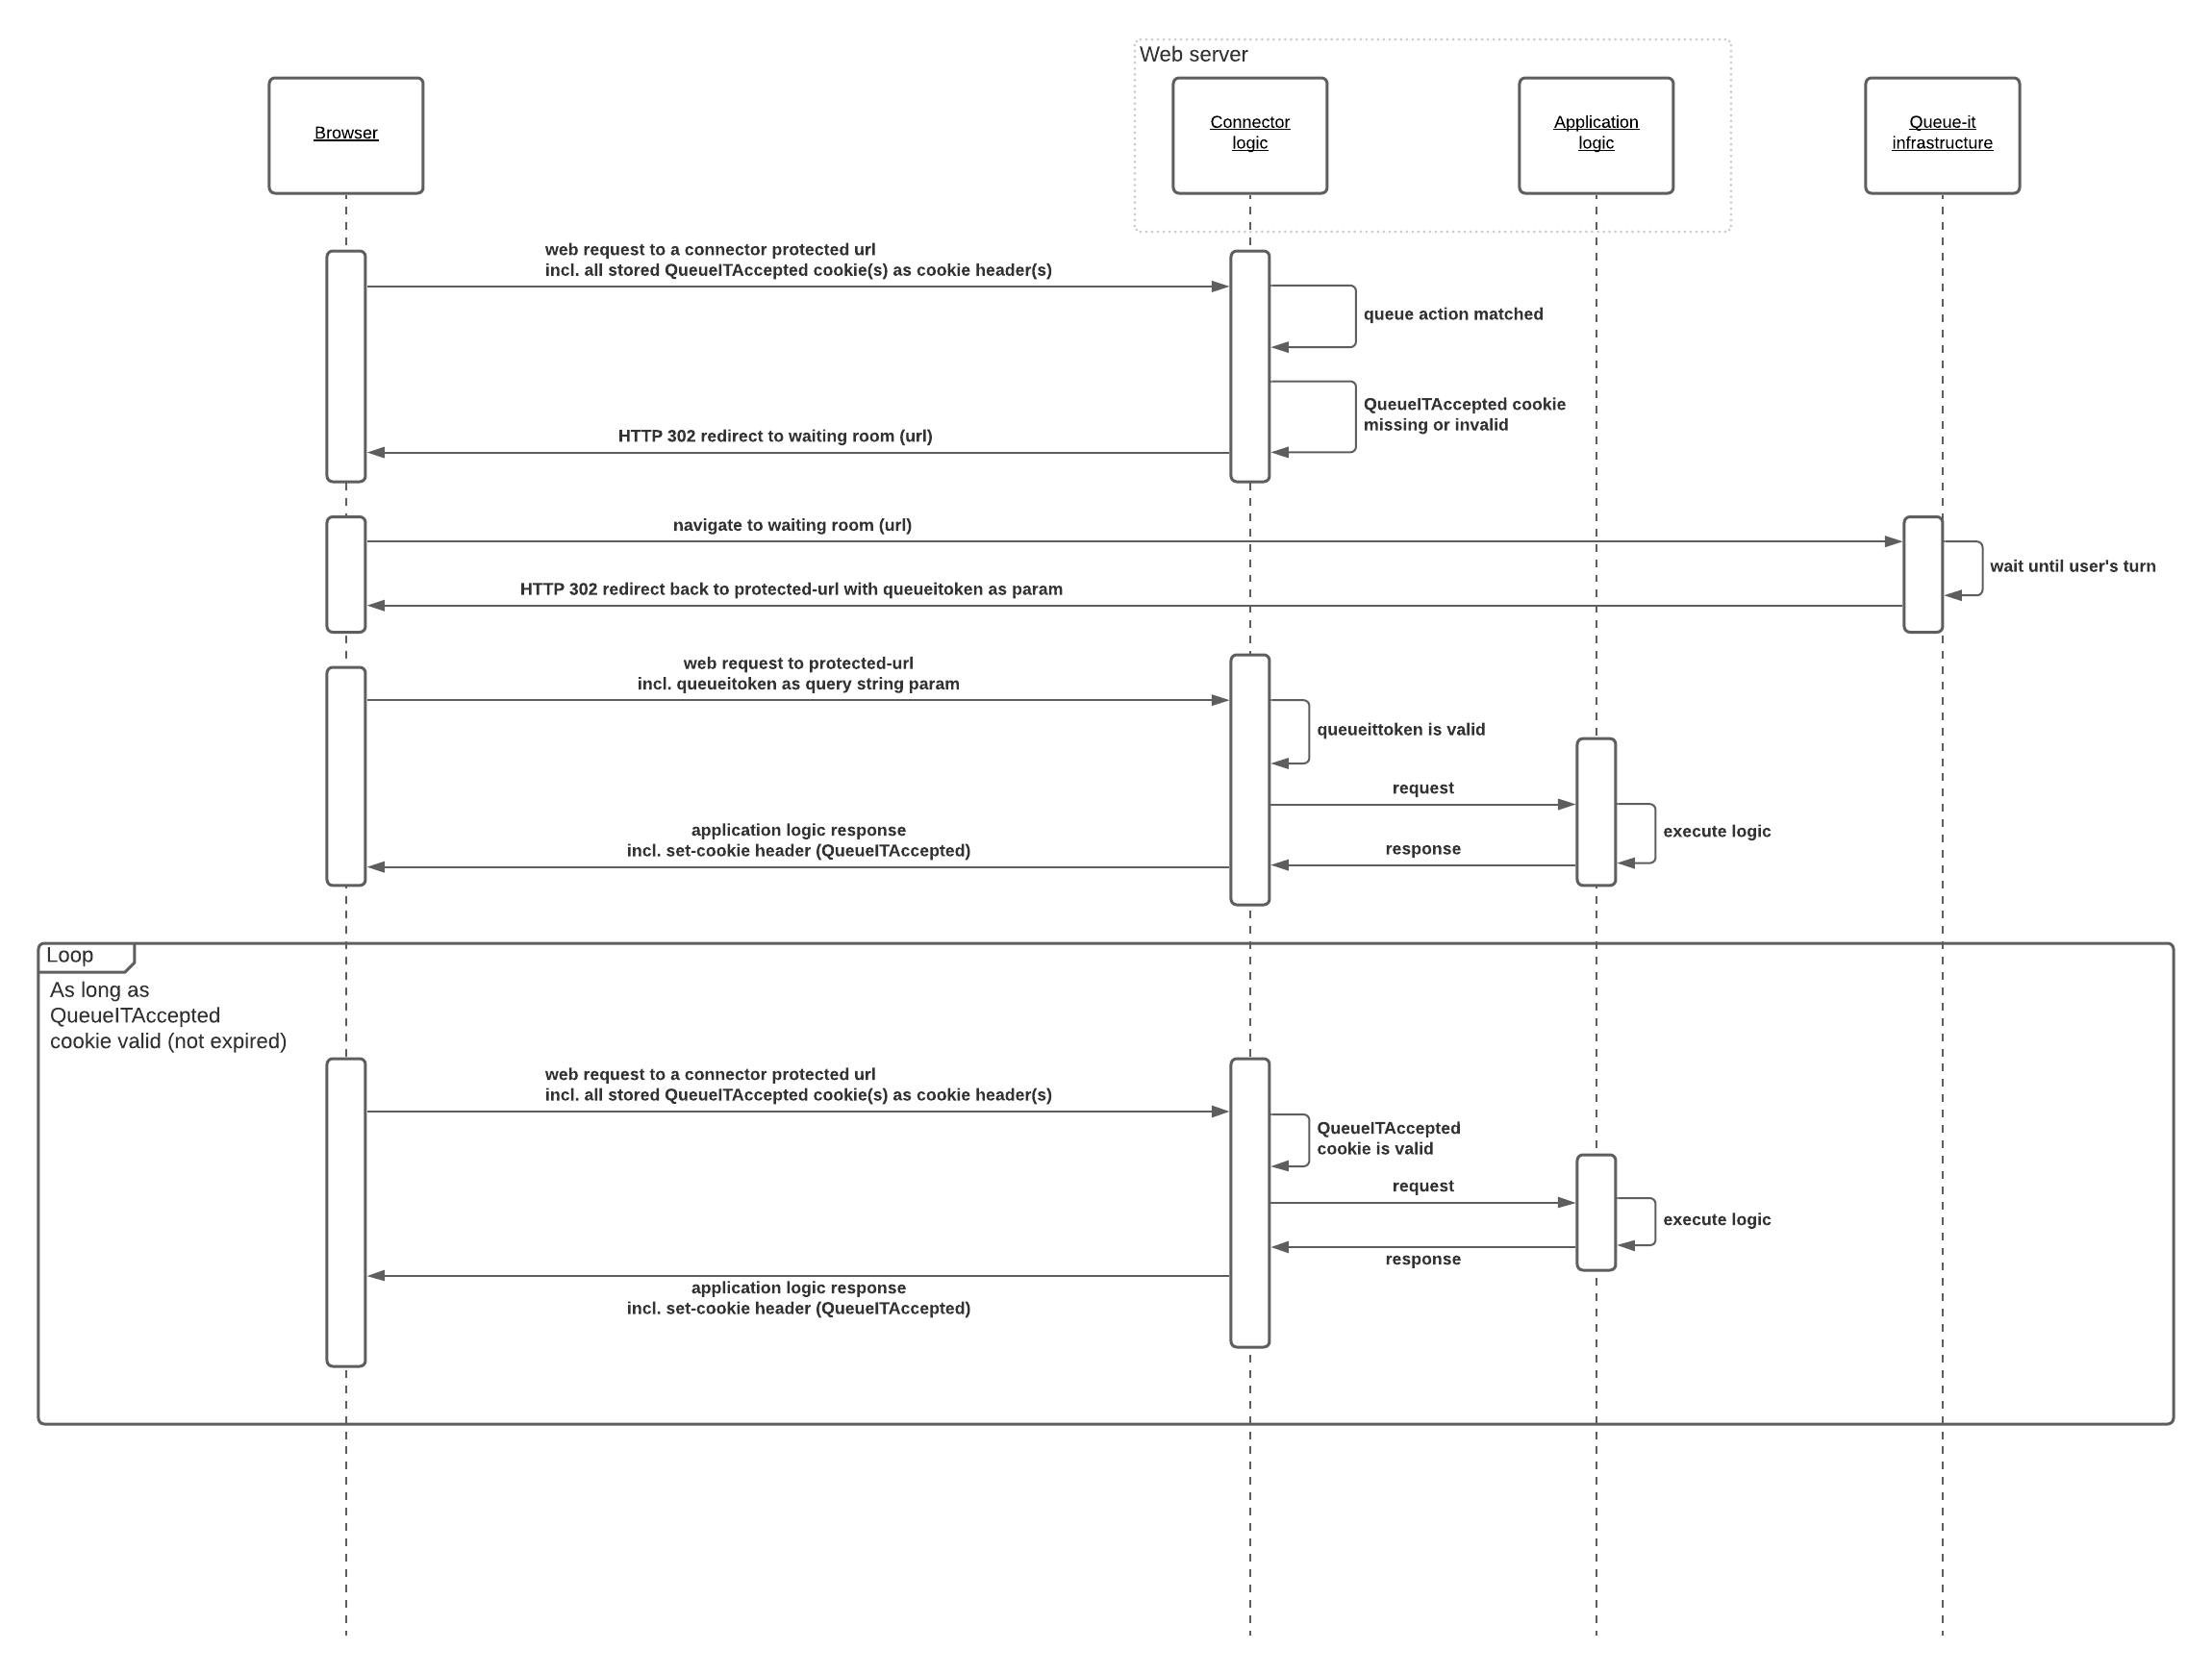 Web server
Browser
Connector
logic
Application
logic
Queue-it
infrastructure
web request to a connector protected url
incl. all stored QueueITAccepted cookie(s) as cookie header(s)
queue action matched
QueueITAccepted cookie
missing or invalid
HTTP 302 redirect to waiting room (url)
navigate to waiting room (url)
wait until user's turn
HTTP 302 redirect back to protected-url with queueitoken as param
web request to protected-url
incl. queueitoken as query string param
queueittoken is valid
request
execute logic
application logic response
incl. set-cookie header (QueueITAccepted)
response
Loop
As long as
QueueITAccepted
cookie valid (not expired)
web request to a connector protected url
incl. all stored QueueITAccepted cookie(s) as cookie header(s)
QueueITAccepted
cookie is valid
request
execute logic
response
application logic response
incl. set-cookie header (QueueITAccepted)